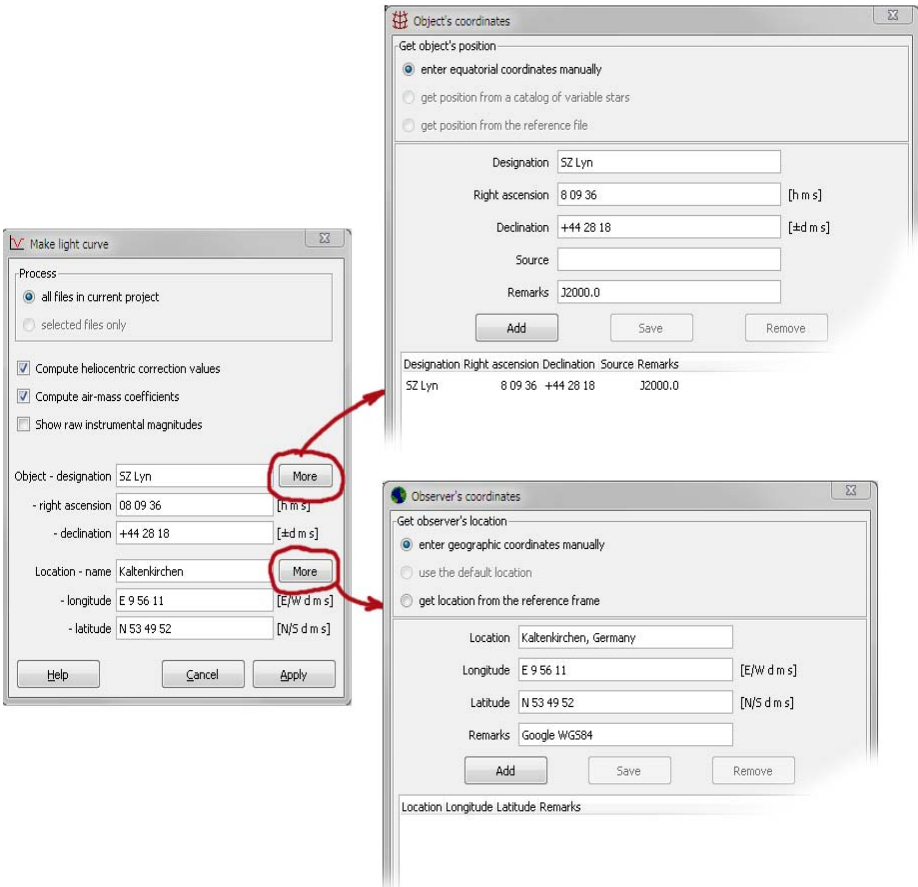 Object's coordinates
Get object's position
enter equatorial coordinates manually
get position from a catalog of variable stars
get position from the reference file
Designation SZ Lyn
Right ascension 8 09 36 [h m s]
Declination +44 28 18 [±d m s]
Source
Remarks J2000.0
Add Save Remove
Designation Right ascension Declination Source Remarks
SZ Lyn 8 09 36 +44 28 18 J2000.0
Make light curve
Process
all files in current project
selected files only
Compute heliocentric correction values
Compute air-mass coefficients
Show raw instrumental magnitudes
Object - designation SZ Lyn More
- right ascension 08 09 36 [h m s]
- declination +44 28 18 [±d m s]
Location - name Kaltenkirchen More
- longitude E 9 56 11 [E/W d m s]
- latitude N 53 49 52 [N/S d m s]
Help Cancel Apply
Observer's coordinates
Get observer's location
enter geographic coordinates manually
use the default location
get location from the reference frame
Location Kaltenkirchen, Germany
Longitude E 9 56 11 [E/W d m s]
Latitude N 53 49 52 [N/S d m s]
Remarks Google WGS84
Add Save Remove
Location Longitude Latitude Remarks